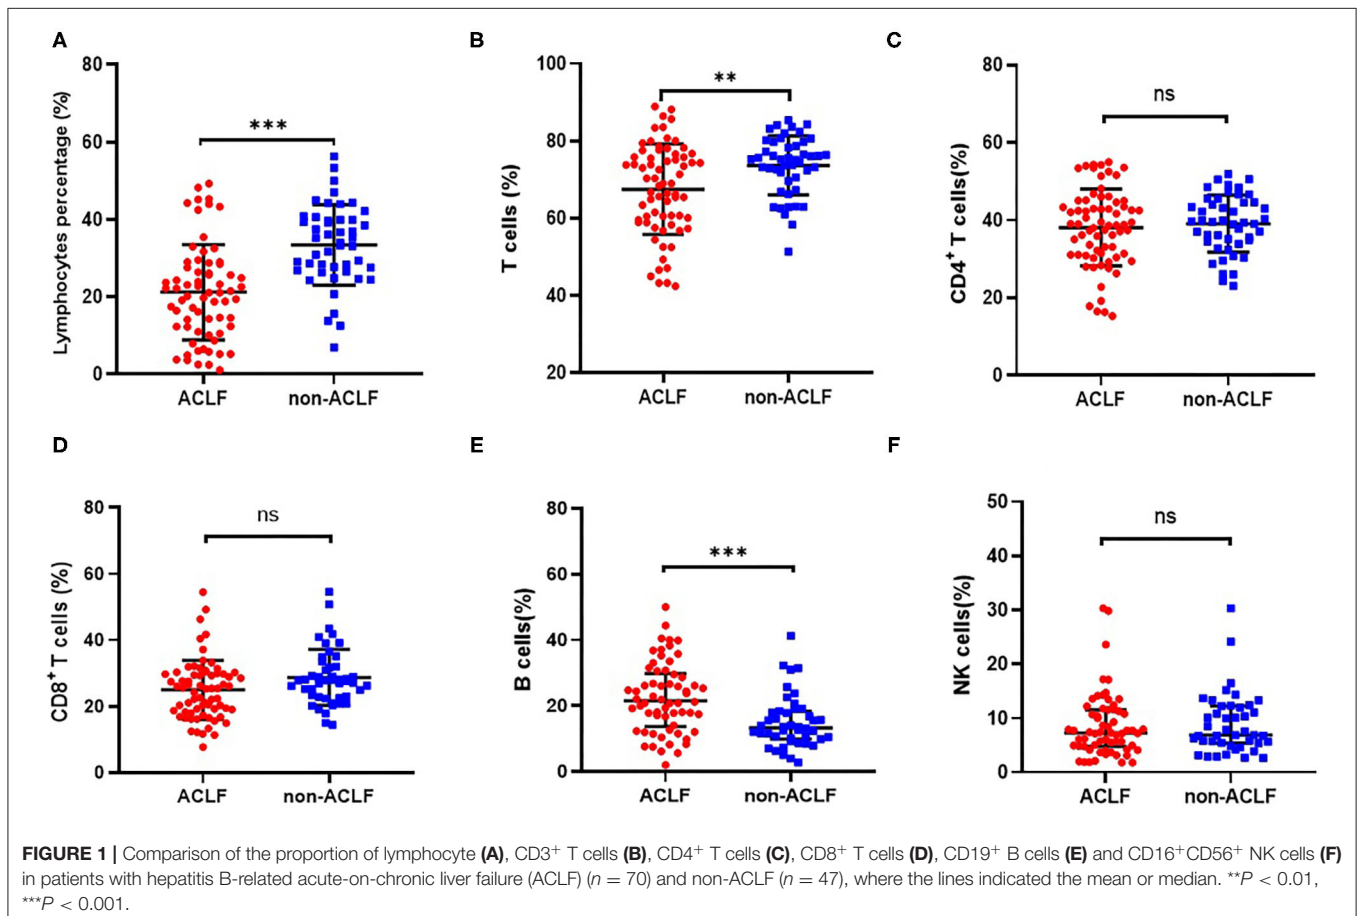 A
B
C
80
60
40
20
0
Lymphocytes percentage (%)
***
ACLF
non-ACLF
100
80
60
40
20
T cells (%)
**
ACLF
non-ACLF
80
60
40
20
0
CD4⁺ T cells(%)
ns
ACLF
non-ACLF
D
E
F
80
60
40
20
0
CD8⁺ T cells (%)
ns
ACLF
non-ACLF
80
60
40
20
0
B cells(%)
***
ACLF
non-ACLF
50
40
30
20
10
0
NK cells(%)
ns
ACLF
non-ACLF
FIGURE 1 | Comparison of the proportion of lymphocyte (A), CD3⁺ T cells (B), CD4⁺ T cells (C), CD8⁺ T cells (D), CD19⁺ B cells (E) and CD16⁺CD56⁺ NK cells (F)
in patients with hepatitis B-related acute-on-chronic liver failure (ACLF) (n = 70) and non-ACLF (n = 47), where the lines indicated the mean or median. **P < 0.01,
***P < 0.001.